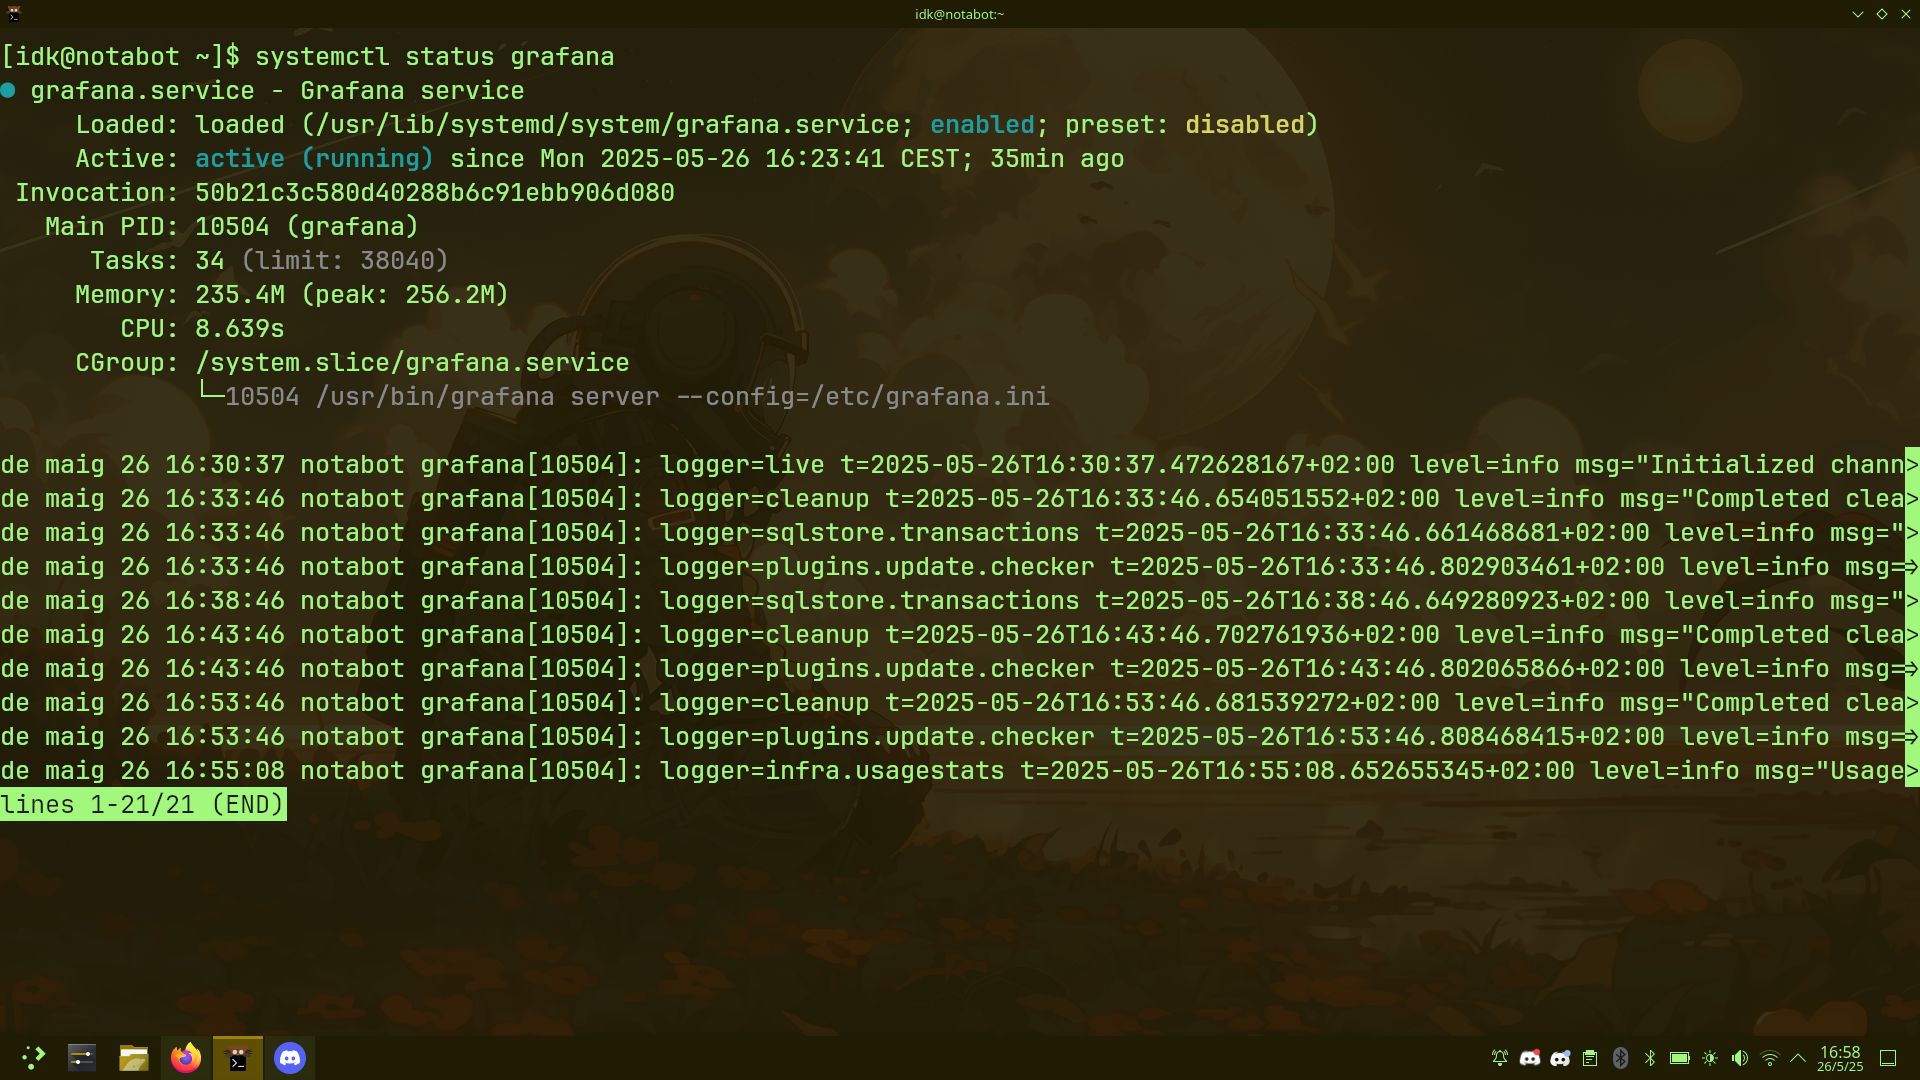 idk@notabot:~
[idk@notabot ~]$ systemctl status grafana
● grafana.service - Grafana service
Loaded: loaded (/usr/lib/systemd/system/grafana.service; enabled; preset: disabled)
Active: active (running) since Mon 2025-05-26 16:23:41 CEST; 35min ago
Invocation: 50b21c3c580d40288b6c91ebb906d080
Main PID: 10504 (grafana)
Tasks: 34 (limit: 38040)
Memory: 235.4M (peak: 256.2M)
CPU: 8.639s
CGroup: /system.slice/grafana.service
└─10504 /usr/bin/grafana server --config=/etc/grafana.ini
de maig 26 16:30:37 notabot grafana[10504]: logger=live t=2025-05-26T16:30:37.472628167+02:00 level=info msg="Initialized chann>
de maig 26 16:33:46 notabot grafana[10504]: logger=cleanup t=2025-05-26T16:33:46.654051552+02:00 level=info msg="Completed clea>
de maig 26 16:33:46 notabot grafana[10504]: logger=sqlstore.transactions t=2025-05-26T16:33:46.661468681+02:00 level=info msg=">
de maig 26 16:33:46 notabot grafana[10504]: logger=plugins.update.checker t=2025-05-26T16:33:46.802903461+02:00 level=info msg=>
de maig 26 16:38:46 notabot grafana[10504]: logger=sqlstore.transactions t=2025-05-26T16:38:46.649280923+02:00 level=info msg=">
de maig 26 16:43:46 notabot grafana[10504]: logger=cleanup t=2025-05-26T16:43:46.702761936+02:00 level=info msg="Completed clea>
de maig 26 16:43:46 notabot grafana[10504]: logger=plugins.update.checker t=2025-05-26T16:43:46.802065866+02:00 level=info msg=>
de maig 26 16:53:46 notabot grafana[10504]: logger=cleanup t=2025-05-26T16:53:46.681539272+02:00 level=info msg="Completed clea>
de maig 26 16:53:46 notabot grafana[10504]: logger=plugins.update.checker t=2025-05-26T16:53:46.808468415+02:00 level=info msg=>
de maig 26 16:55:08 notabot grafana[10504]: logger=infra.usagestats t=2025-05-26T16:55:08.652655345+02:00 level=info msg="Usage>
lines 1-21/21 (END)
16:58
26/5/25